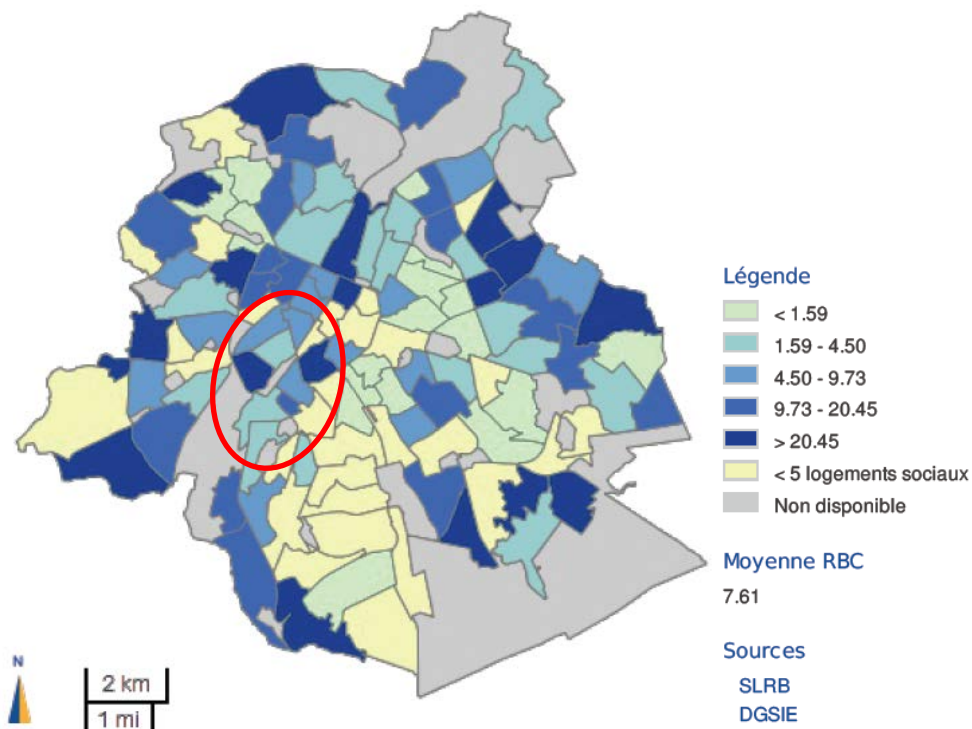 Légende
< 1.59
1.59 - 4.50
4.50 - 9.73
9.73 - 20.45
> 20.45
< 5 logements sociaux
Non disponible
Moyenne RBC
7.61
Sources
SLRB
DGSIE
N
2 km
1 mi